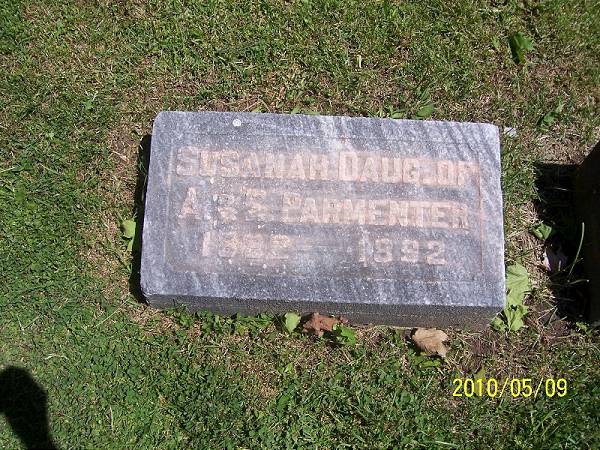 SUSANAH DAUG. OF
A. & S. PARMENTER
1892
2010/05/09